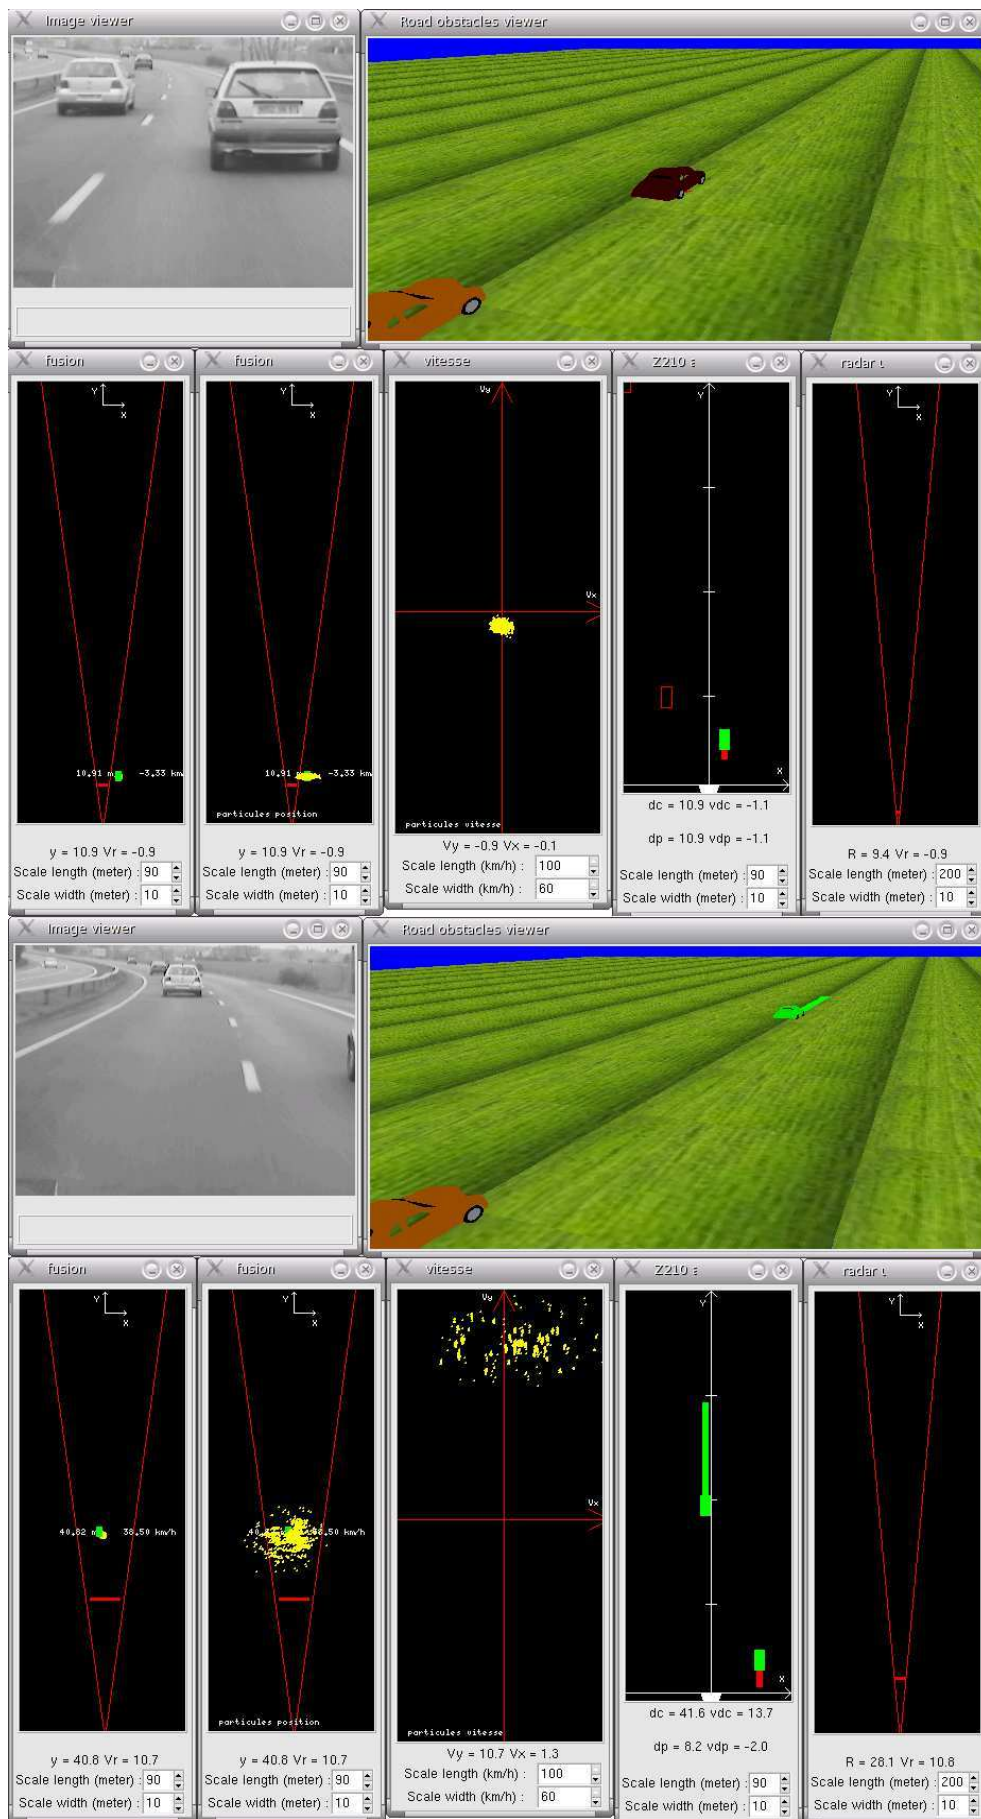 Image viewer
Road obstacles viewer
fusion
fusion
vitesse
Z210 ε
radar ι
Y
X
Y
X
Vy
Vx
Y
X
10.91 m -3.33 km
10.91 -3.33 km
particules position
particules vitesse
y = 10.9 Vr = -0.9
y = 10.9 Vr = -0.9
Vy = -0.9 Vx = -0.1
dc = 10.9 vdc = -1.1
dp = 10.9 vdp = -1.1
R = 9.4 Vr = -0.9
Scale length (meter) : 90
Scale width (meter) : 10
Scale length (meter) : 90
Scale width (meter) : 10
Scale length (km/h) : 100
Scale width (km/h) : 60
Scale length (meter) : 90
Scale width (meter) : 10
Scale length (meter) : 200
Scale width (meter) : 10
Image viewer
Road obstacles viewer
fusion
fusion
vitesse
Z210 ε
radar ι
Y
X
Y
X
Vy
Vx
Y
X
40.82 m 38.50 km/h
38.50 km/h
particules position
particules vitesse
y = 40.8 Vr = 10.7
y = 40.8 Vr = 10.7
Vy = 10.7 Vx = 1.3
dc = 41.6 vdc = 13.7
dp = 8.2 vdp = -2.0
R = 28.1 Vr = 10.8
Scale length (meter) : 90
Scale width (meter) : 10
Scale length (meter) : 90
Scale width (meter) : 10
Scale length (km/h) : 100
Scale width (km/h) : 60
Scale length (meter) : 90
Scale width (meter) : 10
Scale length (meter) : 200
Scale width (meter) : 10